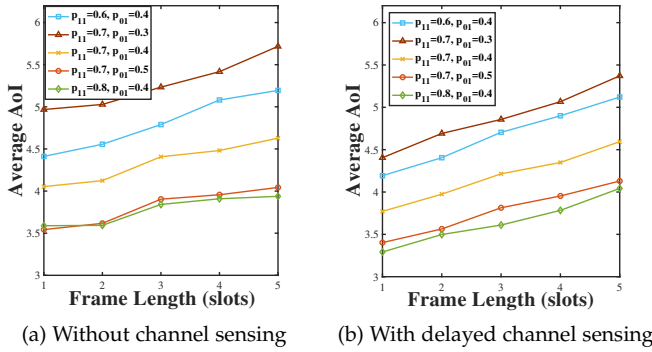 6
5.5
5
4.5
4
3.5
3
Average AoI
p11=0.6, p01=0.4
p11=0.7, p01=0.3
p11=0.7, p01=0.4
p11=0.7, p01=0.5
p11=0.8, p01=0.4
1 2 3 4 5
Frame Length (slots)
(a) Without channel sensing
6
5.5
5
4.5
4
3.5
3
Average AoI
p11=0.6, p01=0.4
p11=0.7, p01=0.3
p11=0.7, p01=0.4
p11=0.7, p01=0.5
p11=0.8, p01=0.4
1 2 3 4 5
Frame Length (slots)
(b) With delayed channel sensing